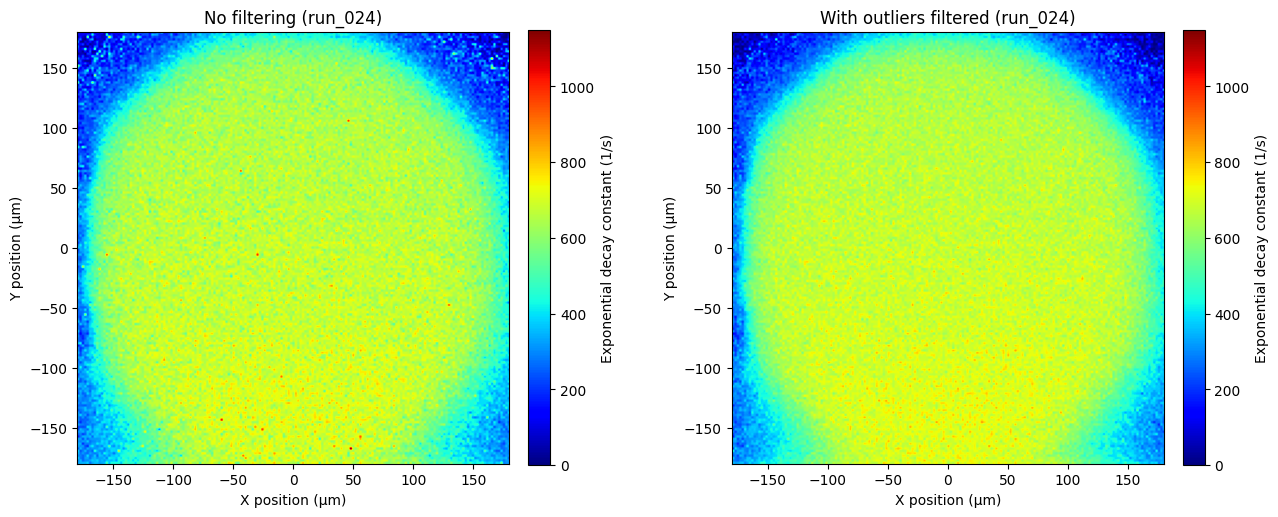 No filtering (run_024)
Y position (µm)
150
100
50
0
−50
−100
−150
−150 −100 −50 0 50 100 150
X position (µm)
1000
800
600
400
200
0
Exponential decay constant (1/s)
With outliers filtered (run_024)
Y position (µm)
150
100
50
0
−50
−100
−150
−150 −100 −50 0 50 100 150
X position (µm)
1000
800
600
400
200
0
Exponential decay constant (1/s)